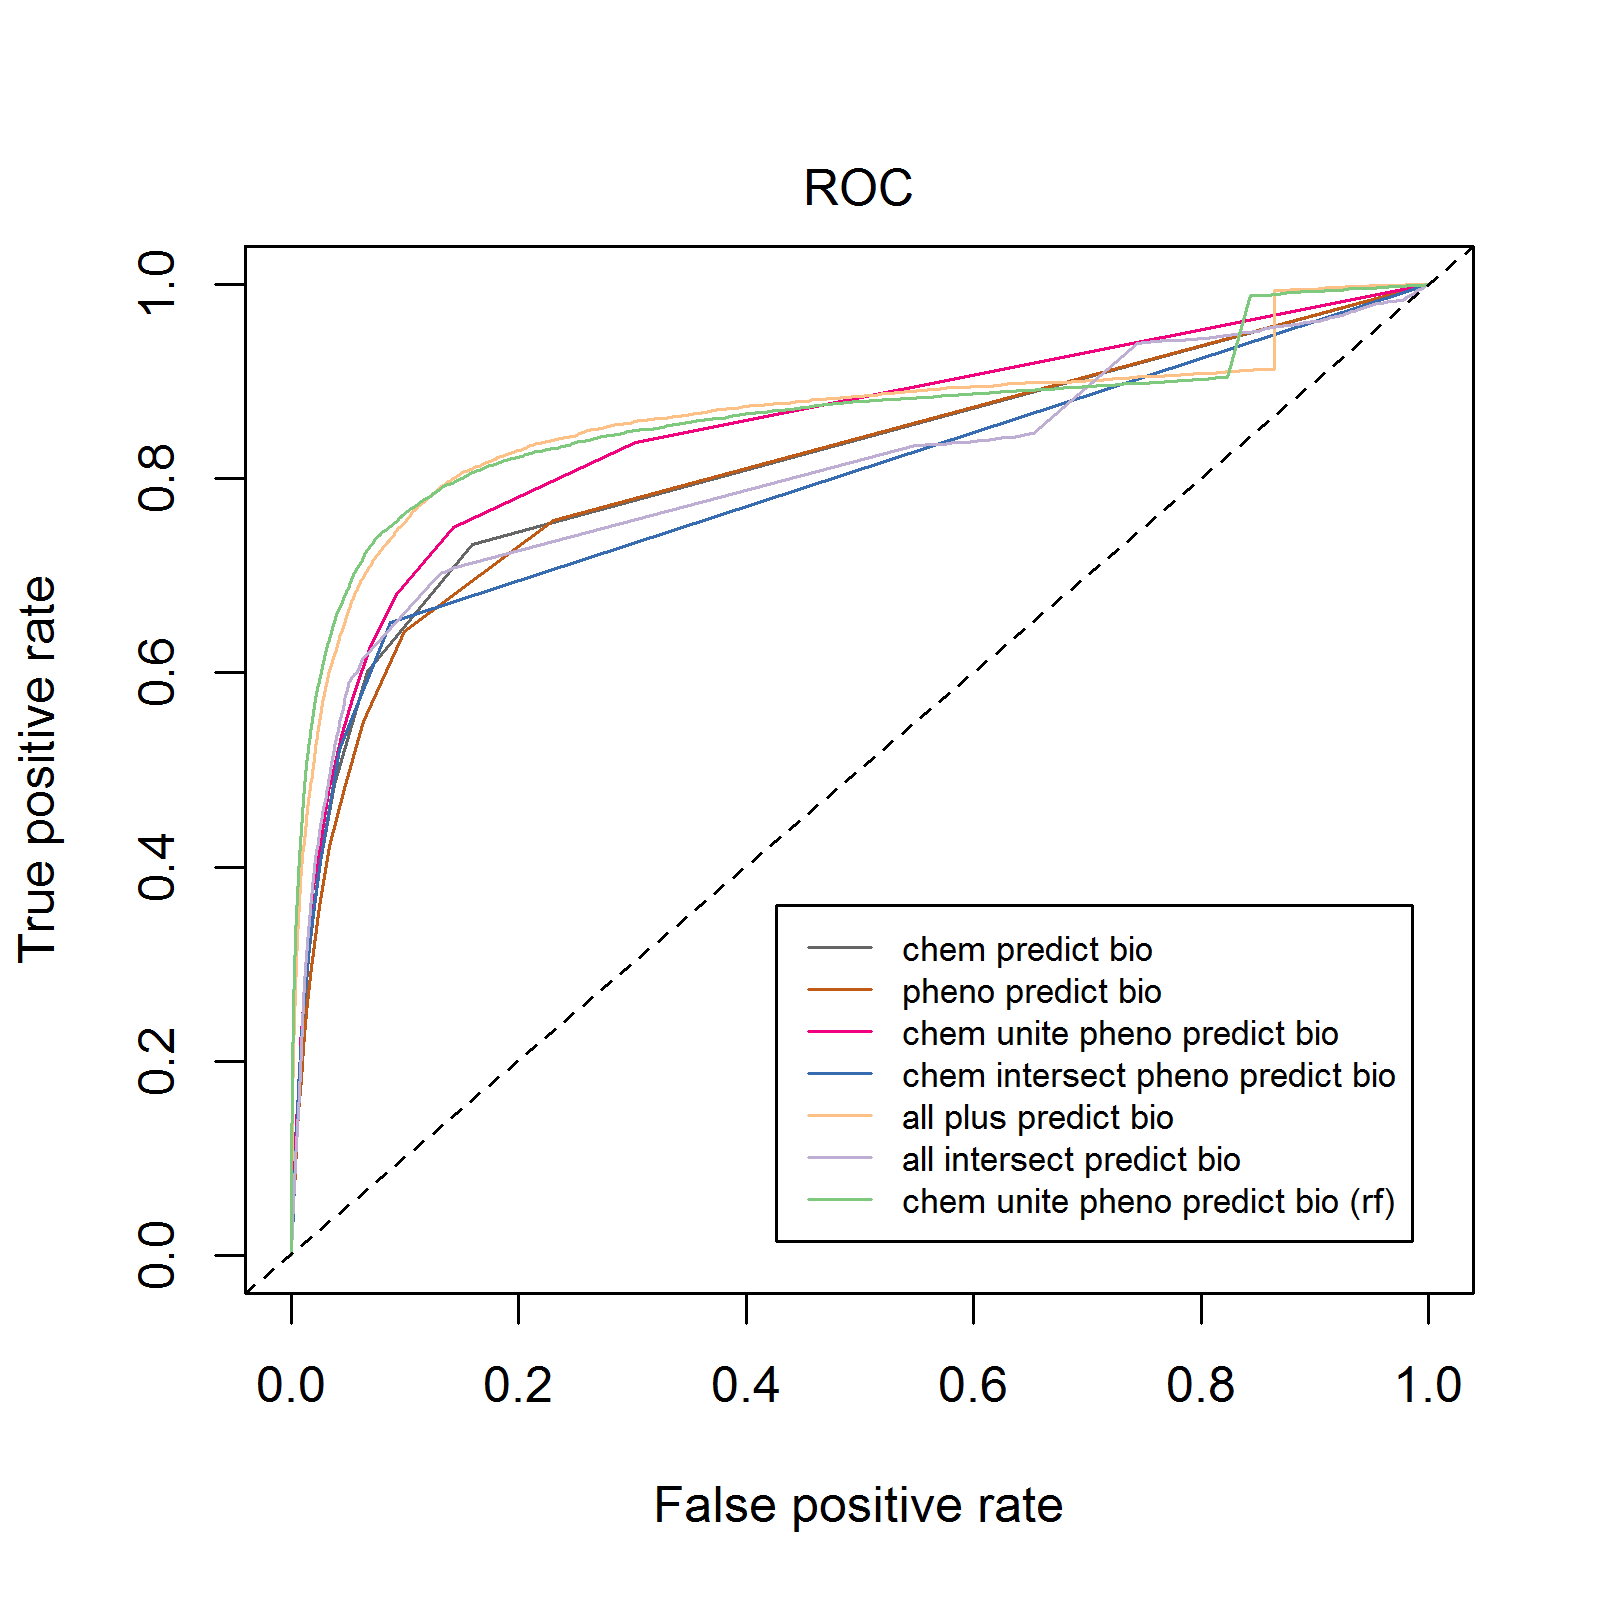 ROC
True positive rate
1.0
0.8
0.6
0.4
0.2
0.0
chem predict bio
pheno predict bio
chem unite pheno predict bio
chem intersect pheno predict bio
all plus predict bio
all intersect predict bio
chem unite pheno predict bio (rf)
0.0 0.2 0.4 0.6 0.8 1.0
False positive rate